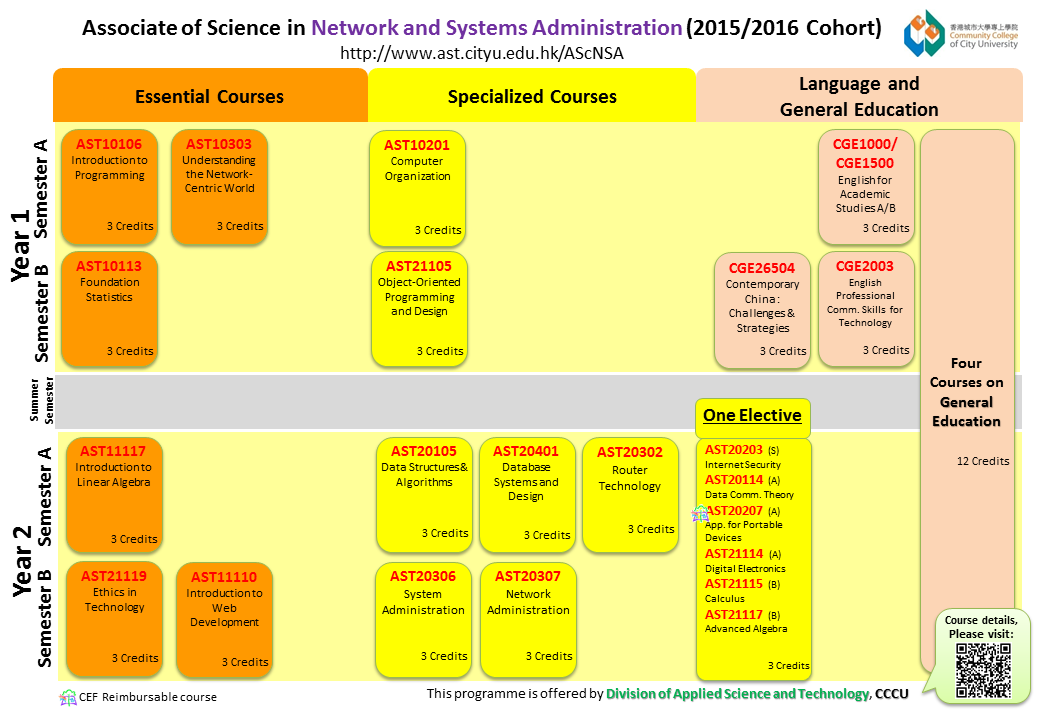 Associate of Science in Network and Systems Administration (2015/2016 Cohort)
http://www.ast.cityu.edu.hk/AScNSA
香港城市大學專上學院
Community College
of City University
Essential Courses
Specialized Courses
Language and
General Education
Year 1
Semester A
AST10106
Introduction to
Programming
3 Credits
AST10303
Understanding
the Network-
Centric World
3 Credits
AST10201
Computer
Organization
3 Credits
CGE1000/
CGE1500
English for
Academic
Studies A/B
3 Credits
Semester B
AST10113
Foundation
Statistics
3 Credits
AST21105
Object-Oriented
Programming
and Design
3 Credits
CGE26504
Contemporary
China :
Challenges &
Strategies
3 Credits
CGE2003
English
Professional
Comm. Skills for
Technology
3 Credits
Four
Courses on
General
Education
12 Credits
Summer
Semester
Year 2
Semester A
AST11117
Introduction to
Linear Algebra
3 Credits
AST20105
Data Structures &
Algorithms
3 Credits
AST20401
Database
Systems and
Design
3 Credits
AST20302
Router
Technology
3 Credits
One Elective
AST20203 (S)
Internet Security
AST20114 (A)
Data Comm. Theory
AST20207 (A)
App. for Portable
Devices
AST21114 (A)
Digital Electronics
AST21115 (B)
Calculus
AST21117 (B)
Advanced Algebra
3 Credits
Semester B
AST21119
Ethics in
Technology
3 Credits
AST11110
Introduction to
Web
Development
3 Credits
AST20306
System
Administration
3 Credits
AST20307
Network
Administration
3 Credits
Course details,
Please visit:
CEF Reimbursable course
This programme is offered by Division of Applied Science and Technology, CCCU